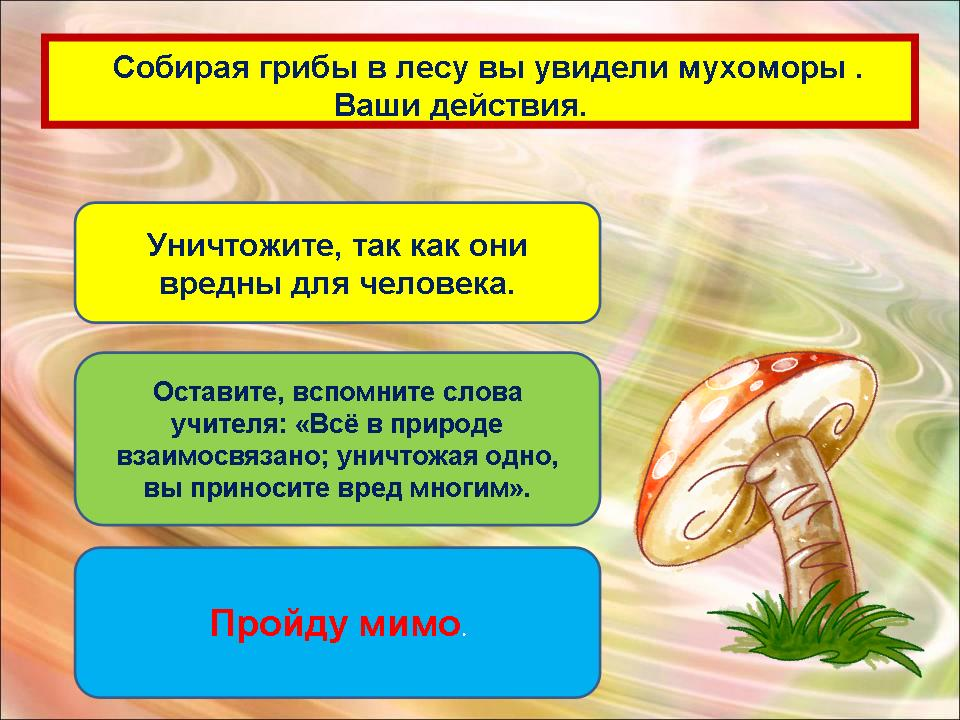 Собирая грибы в лесу вы увидели мухоморы .
Ваши действия.
Уничтожите, так как они
вредны для человека.
Оставите, вспомните слова
учителя: «Всё в природе
взаимосвязано; уничтожая одно,
вы приносите вред многим».
Пройду мимо.